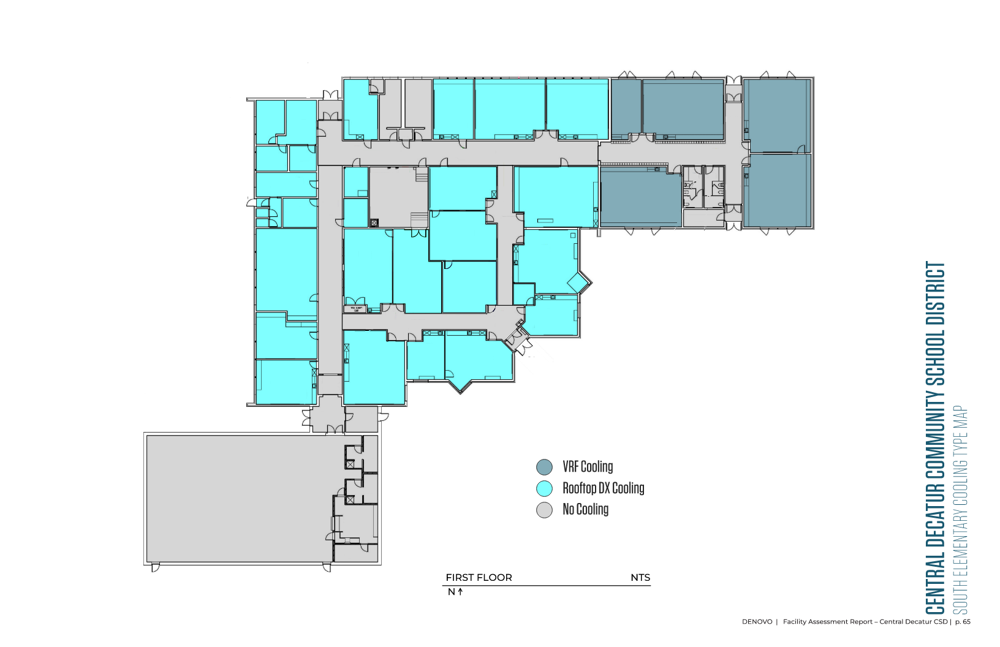 VRF Cooling
Rooftop DX Cooling
No Cooling
FIRST FLOOR NTS
N
CENTRAL DECATUR COMMUNITY SCHOOL DISTRICT
SOUTH ELEMENTARY COOLING TYPE MAP
DENOVO | Facility Assessment Report – Central Decatur CSD | p. 65